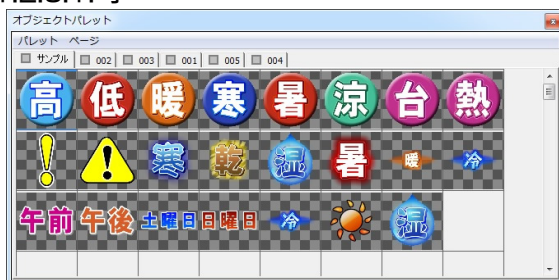 オブジェクトパレット
パレット ページ
サンプル 002 003 001 005 004
高 低 暖 寒 暑 涼 台 熱
! ! 寒 乾 湿 暑 暖 冷
午前 午後 土曜日 日曜日 冷 湿